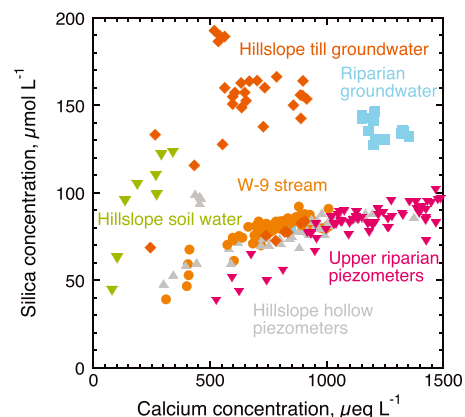 200
Hillslope till groundwater
Riparian
groundwater
150
W-9 stream
100
Hillslope soil water
Upper riparian
piezometers
50
Hillslope hollow
piezometers
0
0 500 1000 1500
Silica concentration, µmol L⁻¹
Calcium concentration, µeq L⁻¹